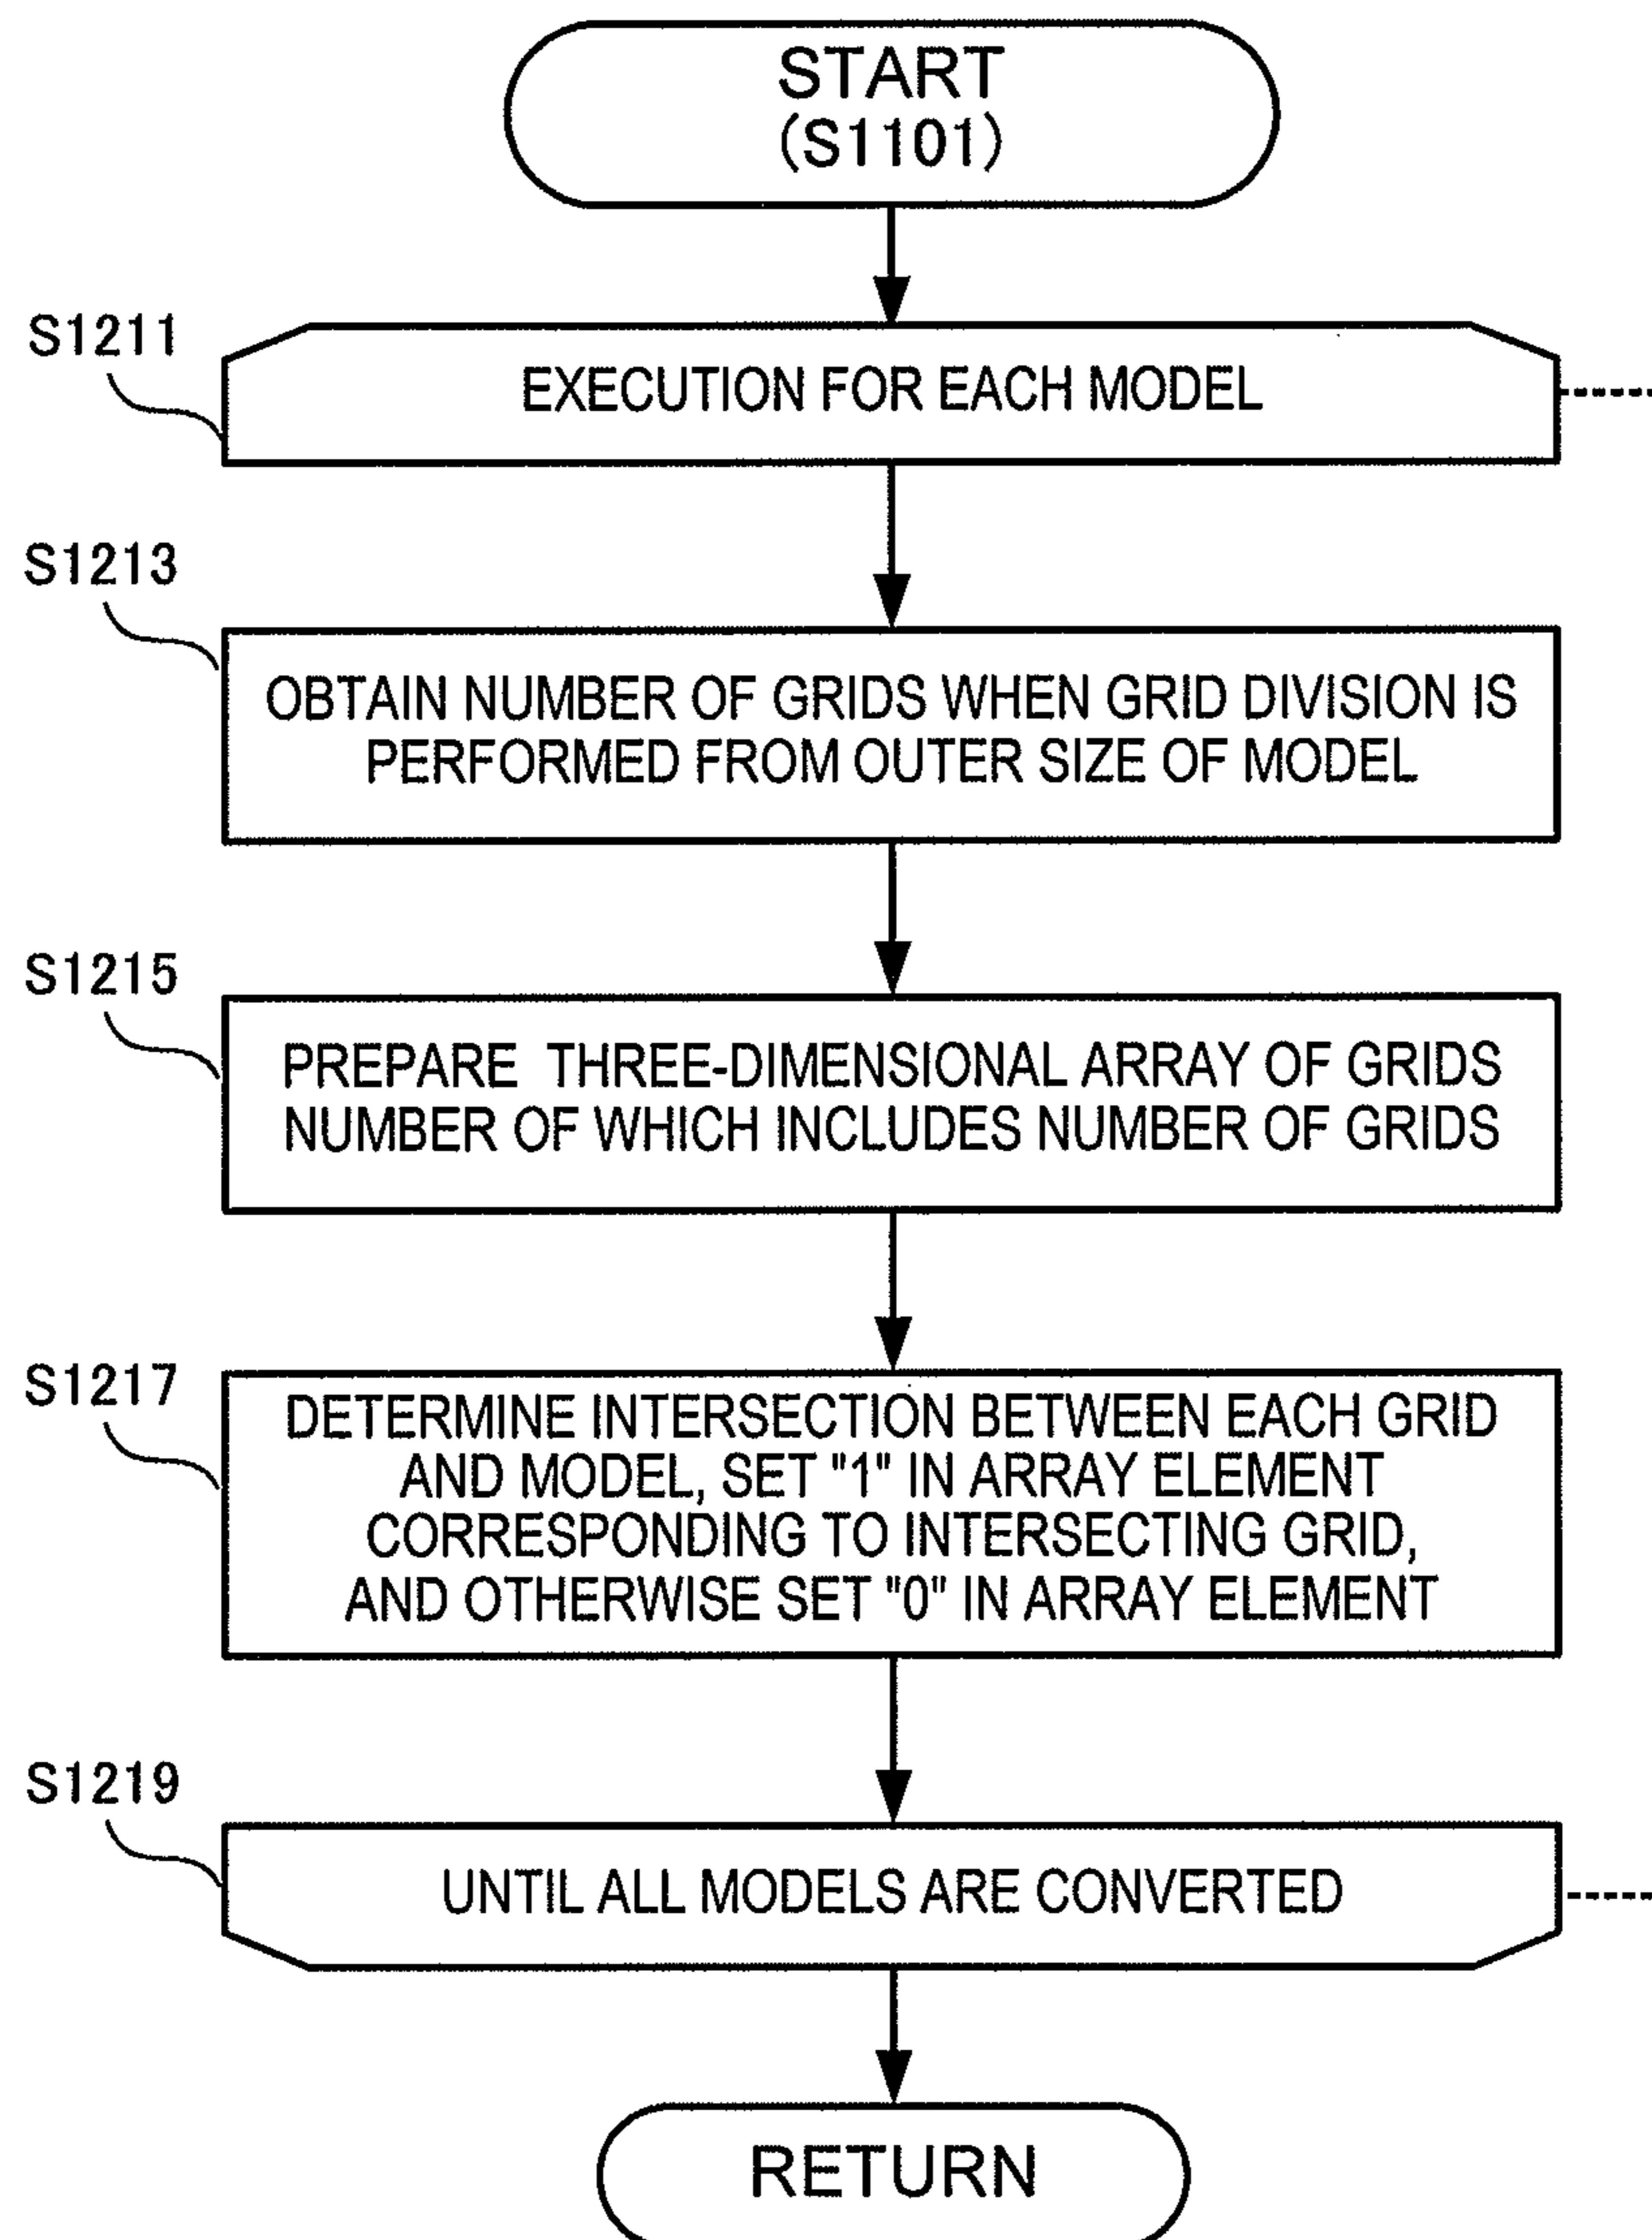 START
(S1101)
S1211
EXECUTION FOR EACH MODEL
S1213
OBTAIN NUMBER OF GRIDS WHEN GRID DIVISION IS
PERFORMED FROM OUTER SIZE OF MODEL
S1215
PREPARE THREE-DIMENSIONAL ARRAY OF GRIDS
NUMBER OF WHICH INCLUDES NUMBER OF GRIDS
S1217
DETERMINE INTERSECTION BETWEEN EACH GRID
AND MODEL, SET "1" IN ARRAY ELEMENT
CORRESPONDING TO INTERSECTING GRID,
AND OTHERWISE SET "0" IN ARRAY ELEMENT
S1219
UNTIL ALL MODELS ARE CONVERTED
RETURN